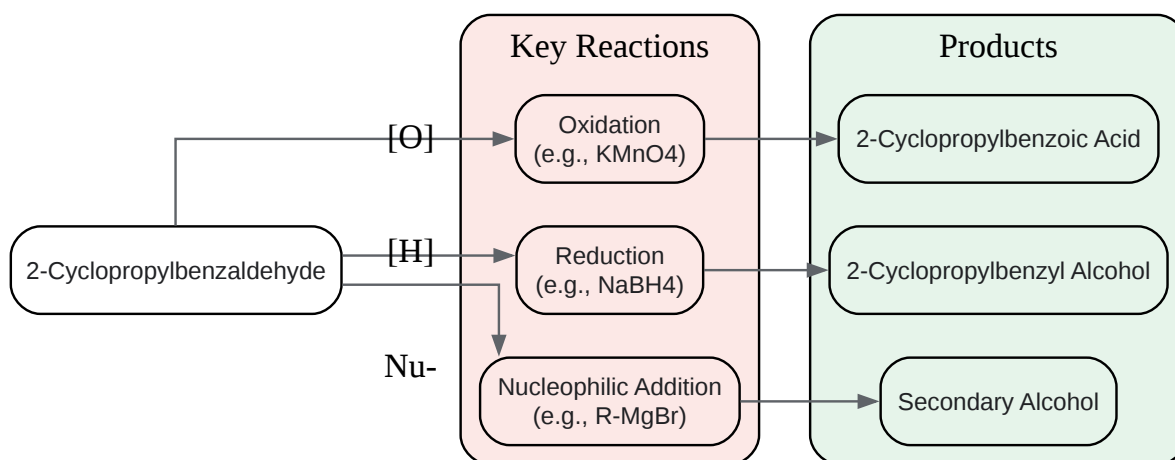 Key Reactions
Products
[O]
Oxidation
(e.g., KMnO4)
2-Cyclopropylbenzoic Acid
2-Cyclopropylbenzaldehyde
[H]
Reduction
(e.g., NaBH4)
2-Cyclopropylbenzyl Alcohol
Nu-
Nucleophilic Addition
(e.g., R-MgBr)
Secondary Alcohol